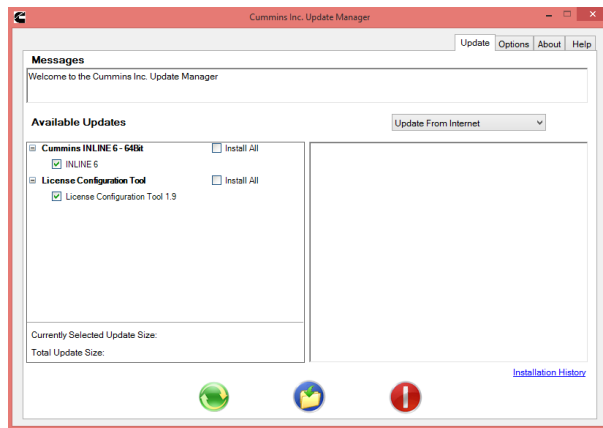 Cummins Inc. Update Manager
Update Options About Help
Messages
Welcome to the Cummins Inc. Update Manager
Available Updates
Update From Internet
Cummins INLINE 6 - 64Bit Install All
INLINE 6
License Configuration Tool Install All
License Configuration Tool 1.9
Currently Selected Update Size:
Total Update Size:
Installation History